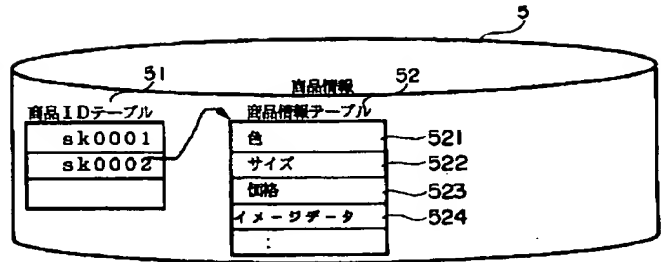 5
商品情報
51
52
商品IDテーブル
商品情報テーブル
sk0001
sk0002
色
521
サイズ
522
価格
523
イメージデータ
524
: